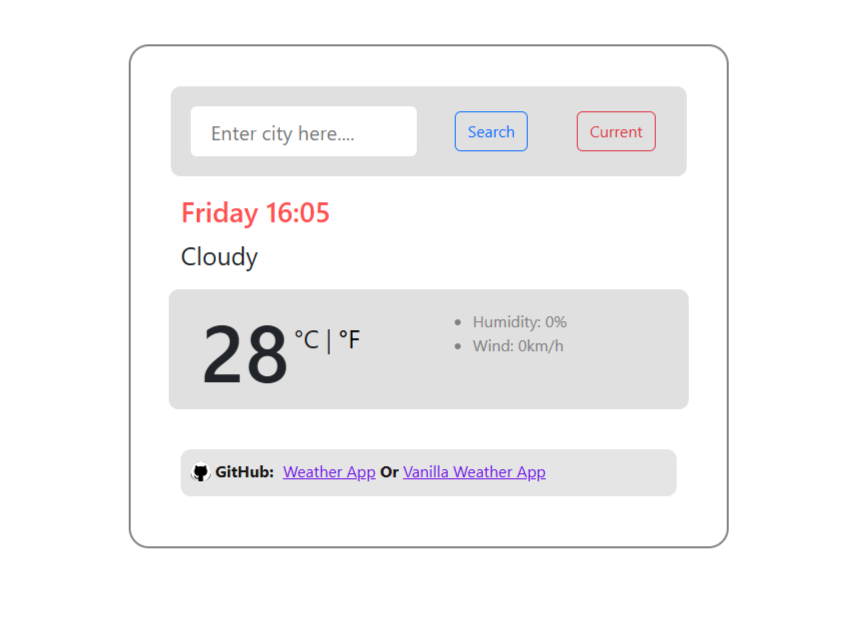 Enter city here.... Search Current
Friday 16:05
Cloudy
28 °C | °F
Humidity: 0%
Wind: 0km/h
GitHub: Weather App Or Vanilla Weather App